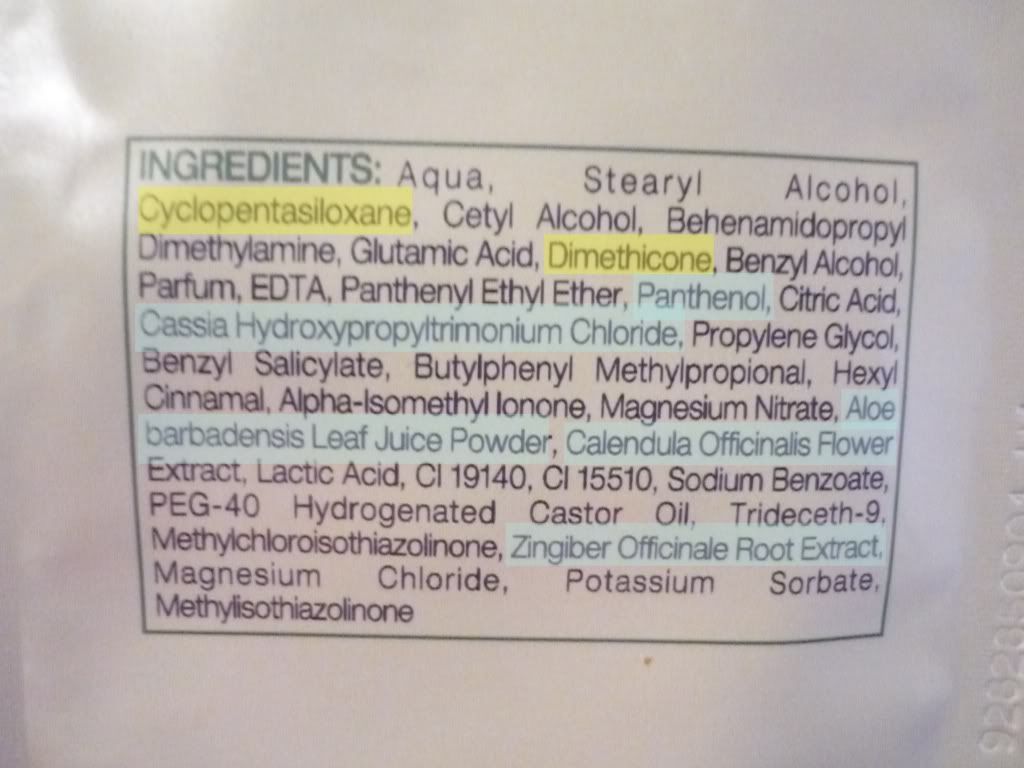 INGREDIENTS: Aqua, Stearyl Alcohol,
Cyclopentasiloxane, Cetyl Alcohol, Behenamidopropyl
Dimethylamine, Glutamic Acid, Dimethicone, Benzyl Alcohol,
Parfum, EDTA, Panthenyl Ethyl Ether, Panthenol, Citric Acid,
Cassia Hydroxypropyltrimonium Chloride, Propylene Glycol,
Benzyl Salicylate, Butylphenyl Methylpropional, Hexyl
Cinnamal, Alpha-Isomethyl Ionone, Magnesium Nitrate, Aloe
barbadensis Leaf Juice Powder, Calendula Officinalis Flower
Extract, Lactic Acid, CI 19140, CI 15510, Sodium Benzoate,
PEG-40 Hydrogenated Castor Oil, Trideceth-9,
Methylchloroisothiazolinone, Zingiber Officinale Root Extract,
Magnesium Chloride, Potassium Sorbate,
Methylisothiazolinone